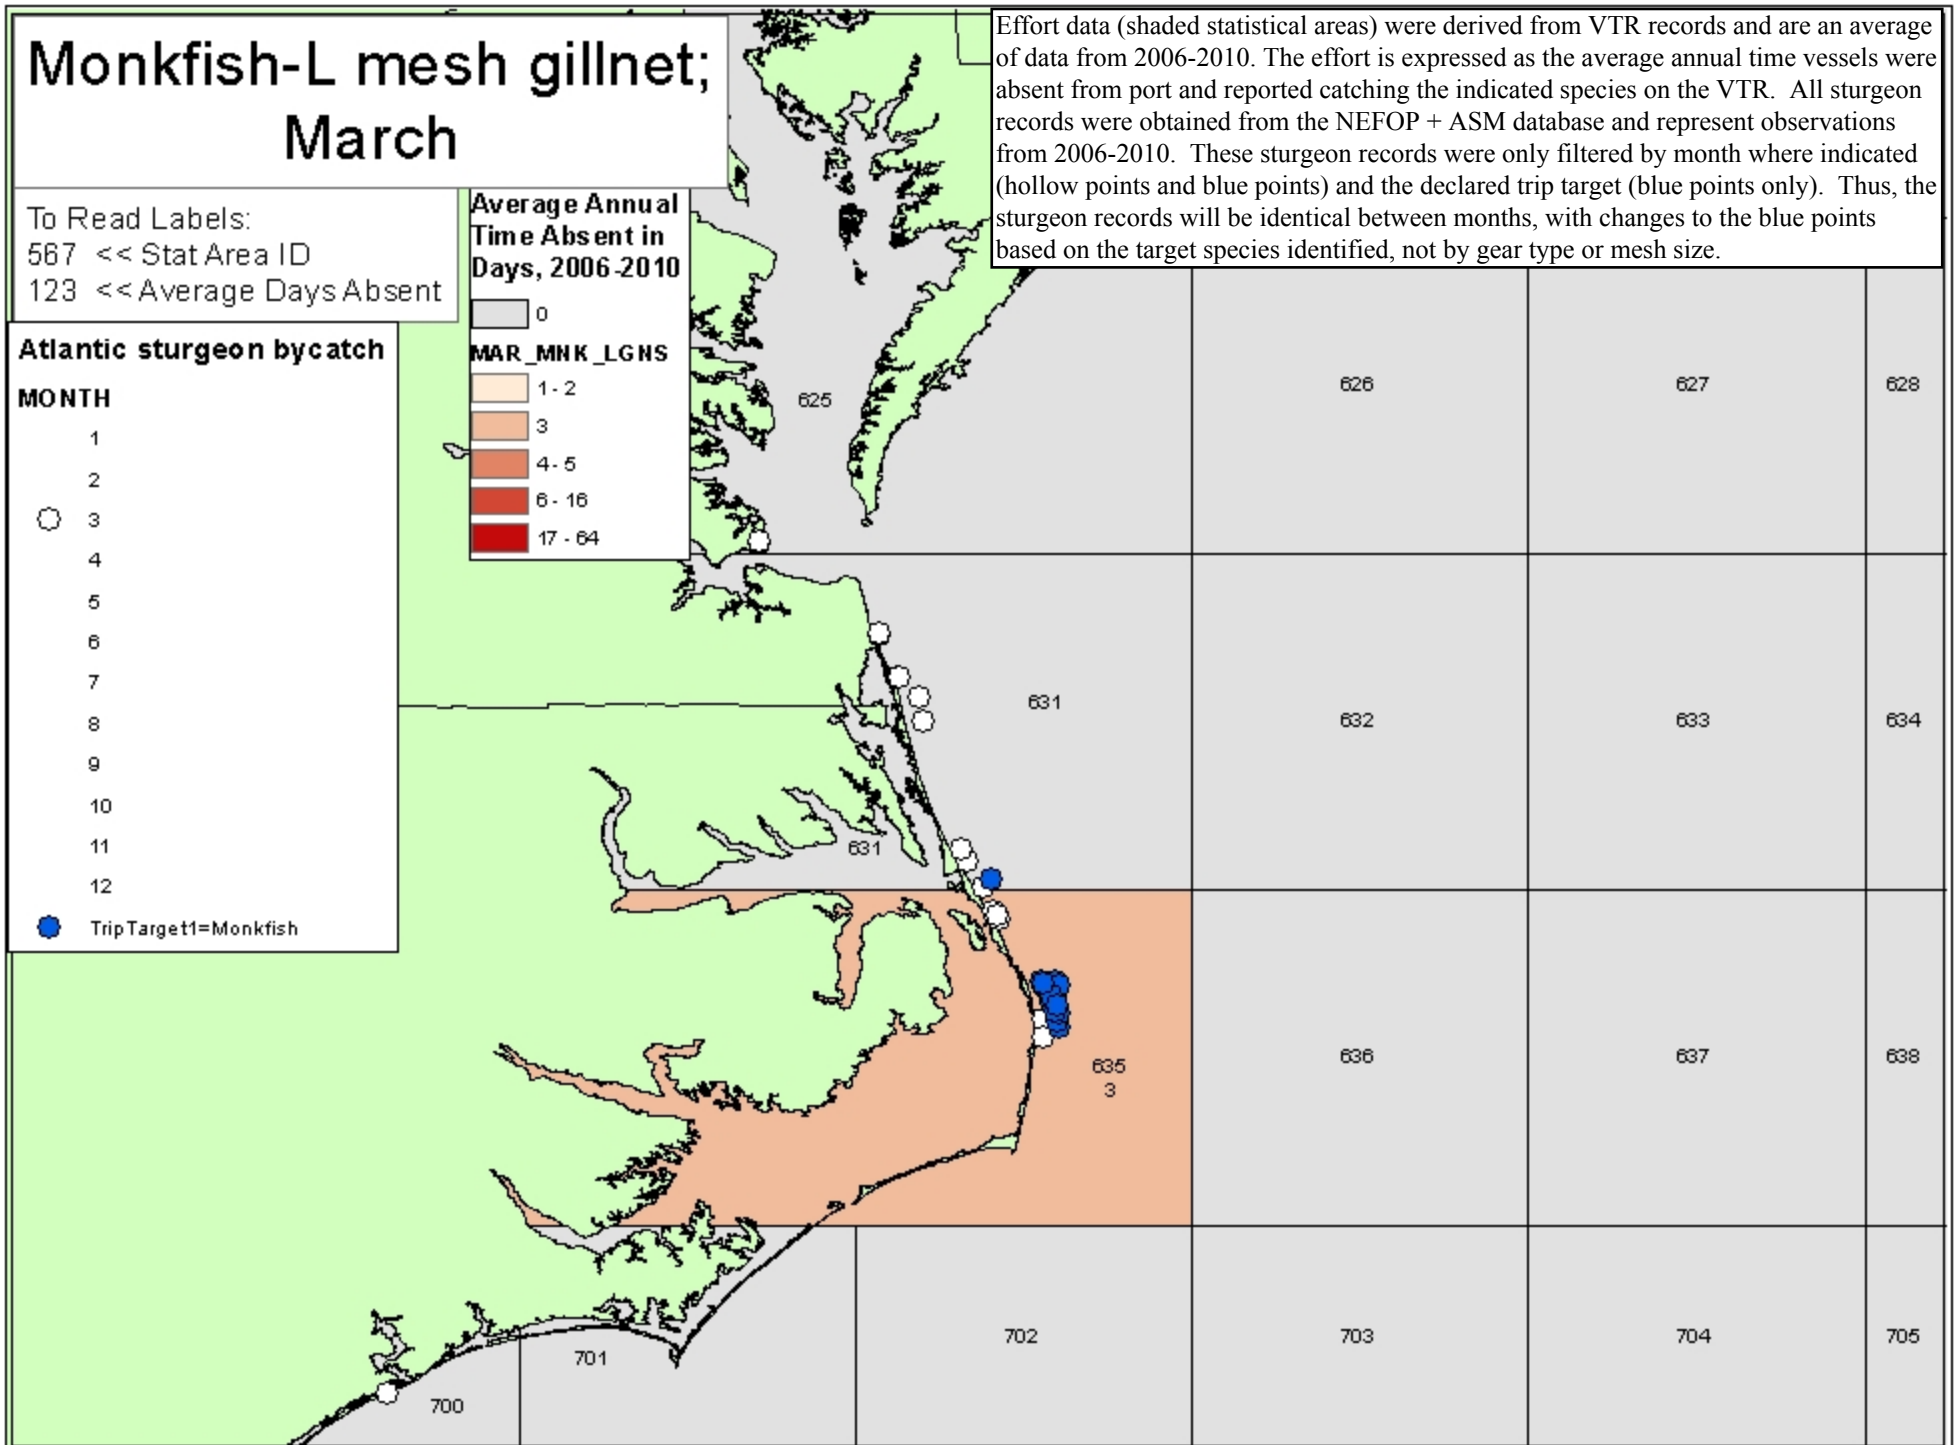 Monkfish-L mesh gillnet;
March
Effort data (shaded statistical areas) were derived from VTR records and are an average
of data from 2006-2010. The effort is expressed as the average annual time vessels were
absent from port and reported catching the indicated species on the VTR. All sturgeon
records were obtained from the NEFOP + ASM database and represent observations
from 2006-2010. These sturgeon records were only filtered by month where indicated
(hollow points and blue points) and the declared trip target (blue points only). Thus, the
sturgeon records will be identical between months, with changes to the blue points
based on the target species identified, not by gear type or mesh size.
To Read Labels:
567 << Stat Area ID
123 << Average Days Absent
Average Annual
Time Absent in
Days, 2006-2010
0
MAR_MNK_LGNS
1 - 2
3
4 - 5
6 - 16
17 - 64
Atlantic sturgeon bycatch
MONTH
1
2
3
4
5
6
7
8
9
10
11
12
TripTarget1=Monkfish
625
626
627
628
631
632
633
634
631
635
3
636
637
638
700
701
702
703
704
705